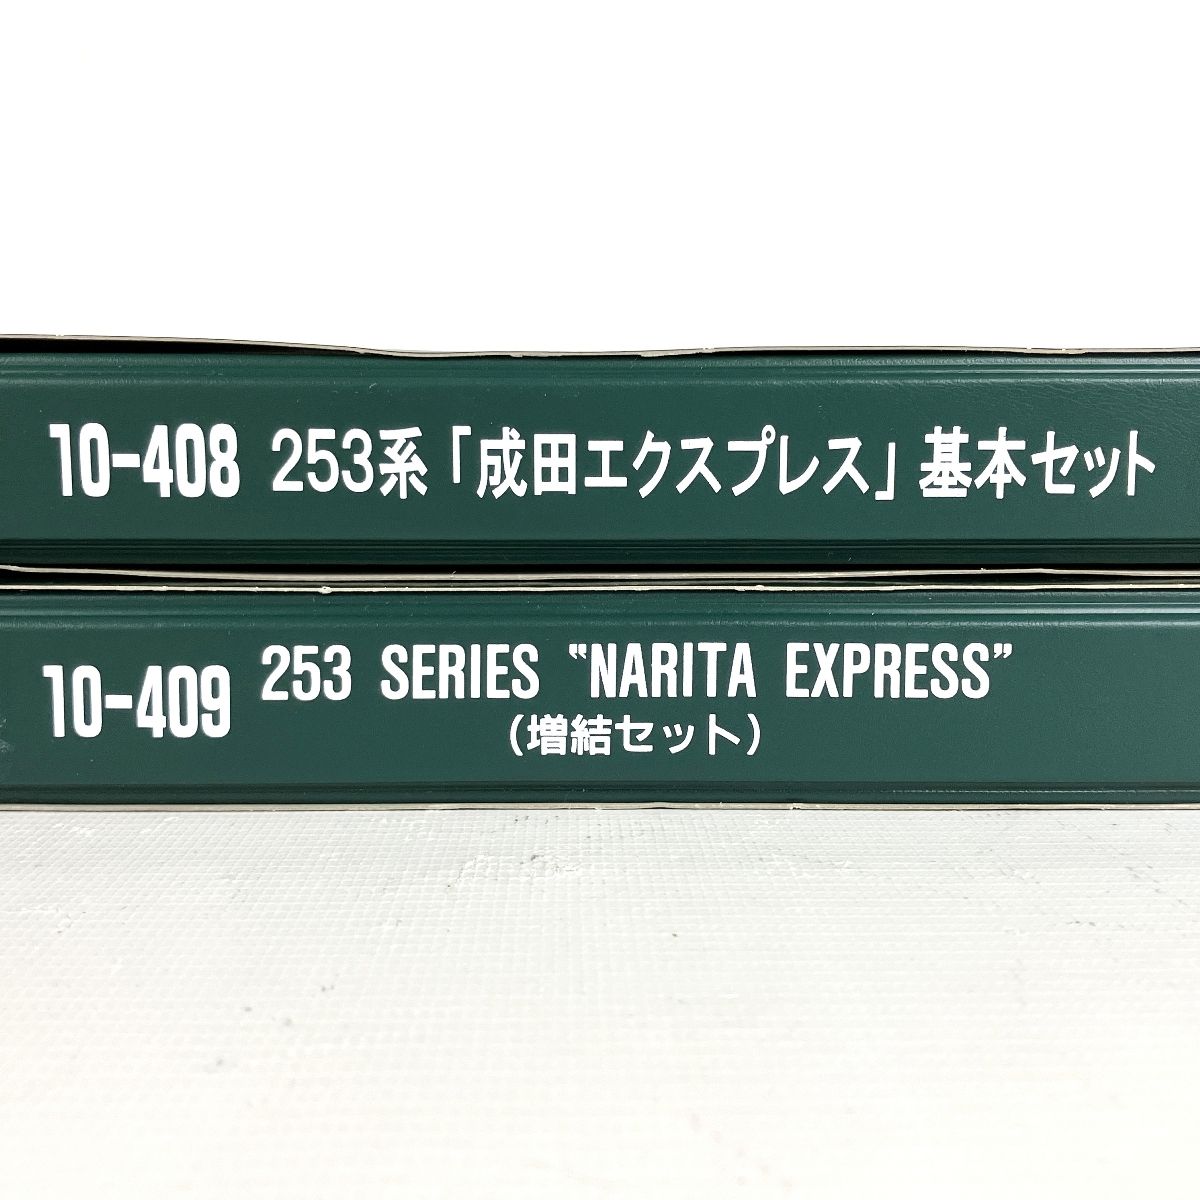 10-408 253系「成田エクスプレス」基本セット
10-409 253 SERIES “NARITA EXPRESS”
(増結セット)